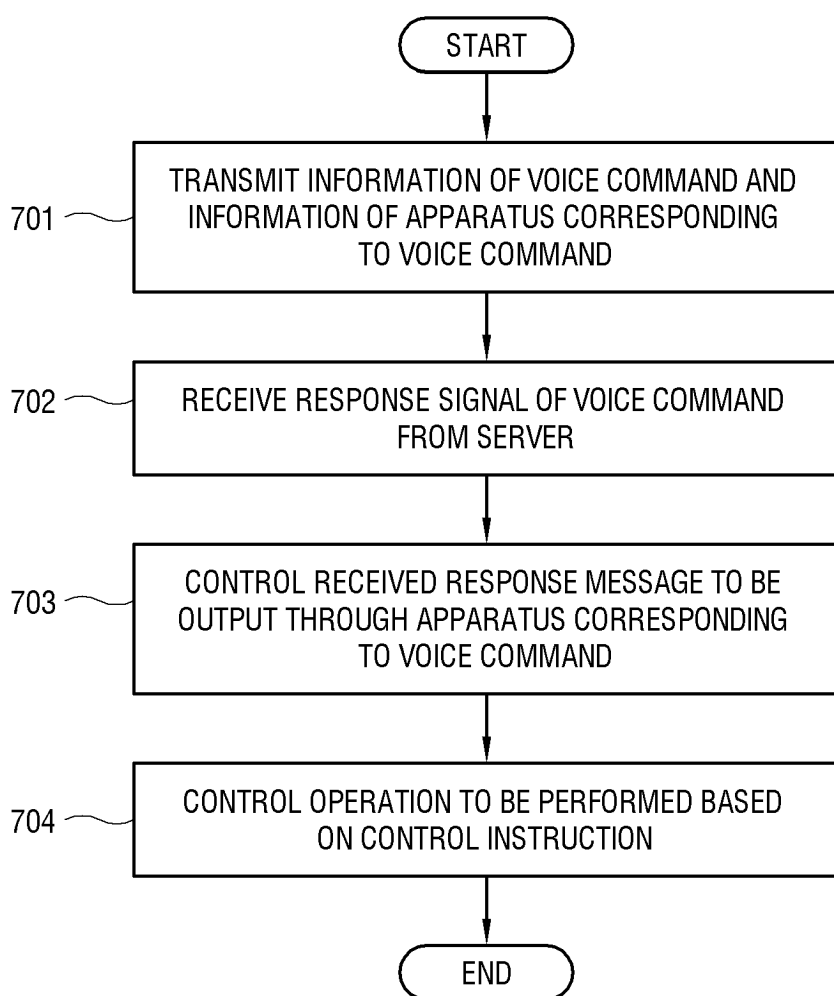 START
701
TRANSMIT INFORMATION OF VOICE COMMAND AND
INFORMATION OF APPARATUS CORRESPONDING
TO VOICE COMMAND
702
RECEIVE RESPONSE SIGNAL OF VOICE COMMAND
FROM SERVER
703
CONTROL RECEIVED RESPONSE MESSAGE TO BE
OUTPUT THROUGH APPARATUS CORRESPONDING
TO VOICE COMMAND
704
CONTROL OPERATION TO BE PERFORMED BASED
ON CONTROL INSTRUCTION
END